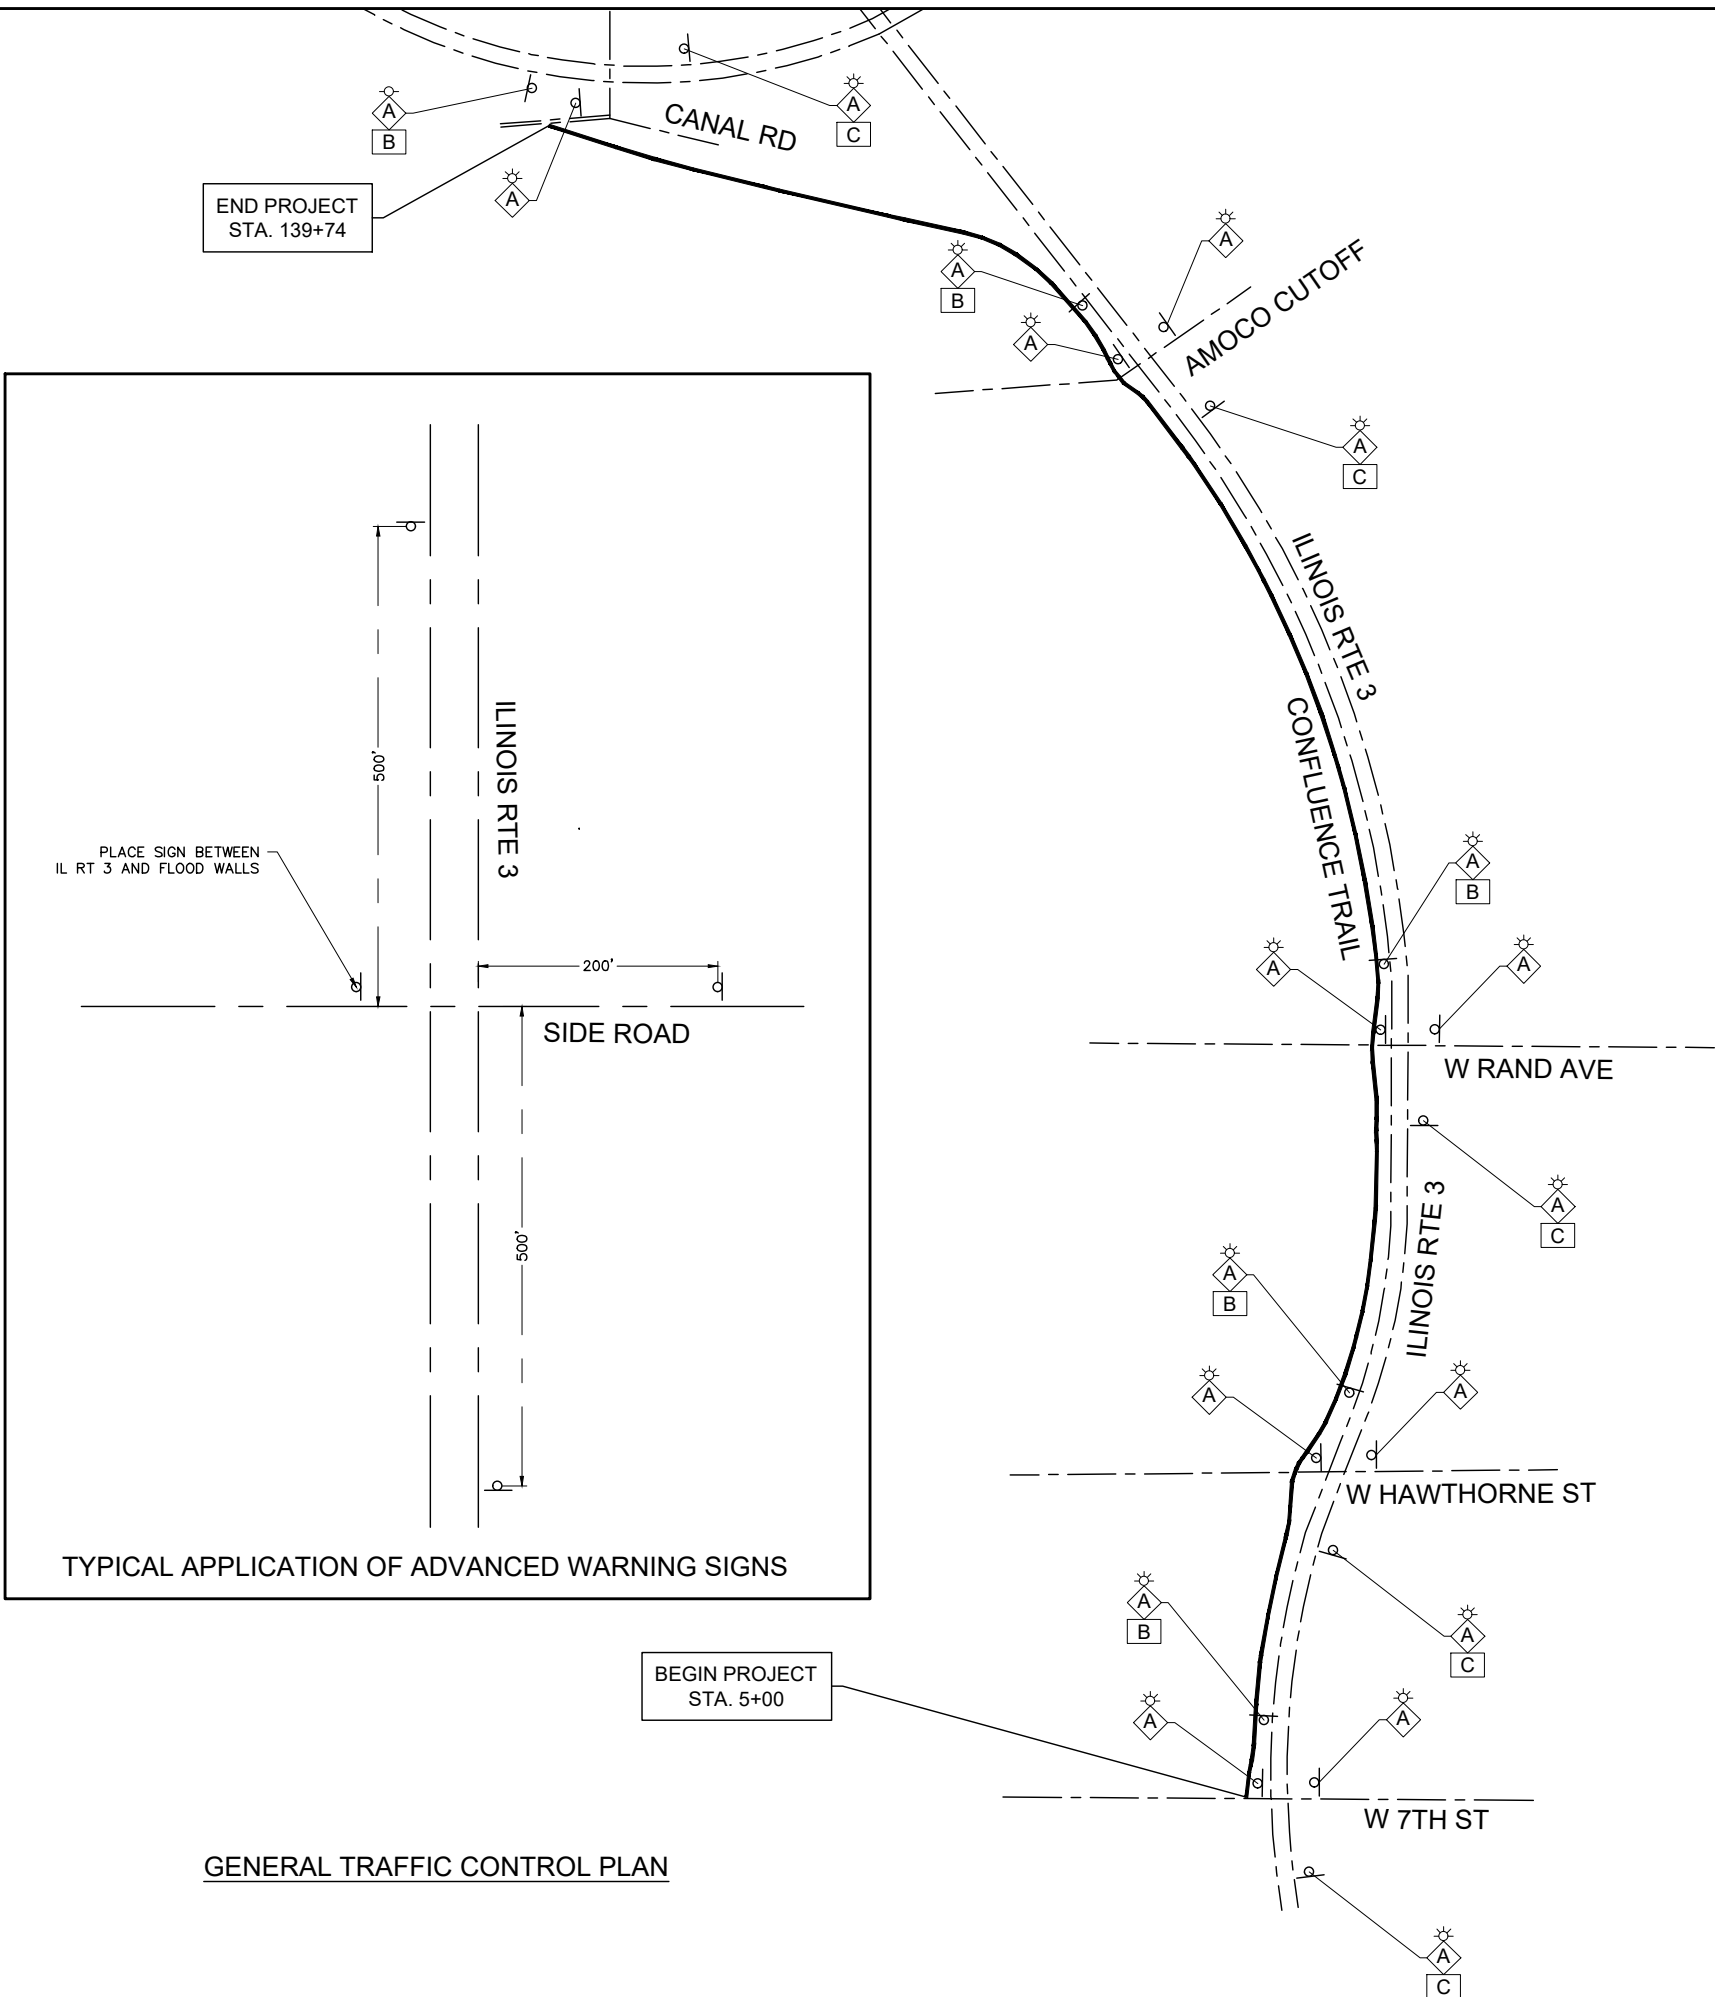 A
B
A
C
CANAL RD
END PROJECT
STA. 139+74
A
A
A
B
AMOCO CUTOFF
A
A
C
ILINOIS RTE 3
CONFLUENCE TRAIL
500'
ILINOIS RTE 3
PLACE SIGN BETWEEN
IL RT 3 AND FLOOD WALLS
200'
SIDE ROAD
500'
TYPICAL APPLICATION OF ADVANCED WARNING SIGNS
A
B
A
A
W RAND AVE
A
C
ILINOIS RTE 3
A
B
A
A
W HAWTHORNE ST
A
B
A
C
BEGIN PROJECT
STA. 5+00
A
A
W 7TH ST
GENERAL TRAFFIC CONTROL PLAN
A
C